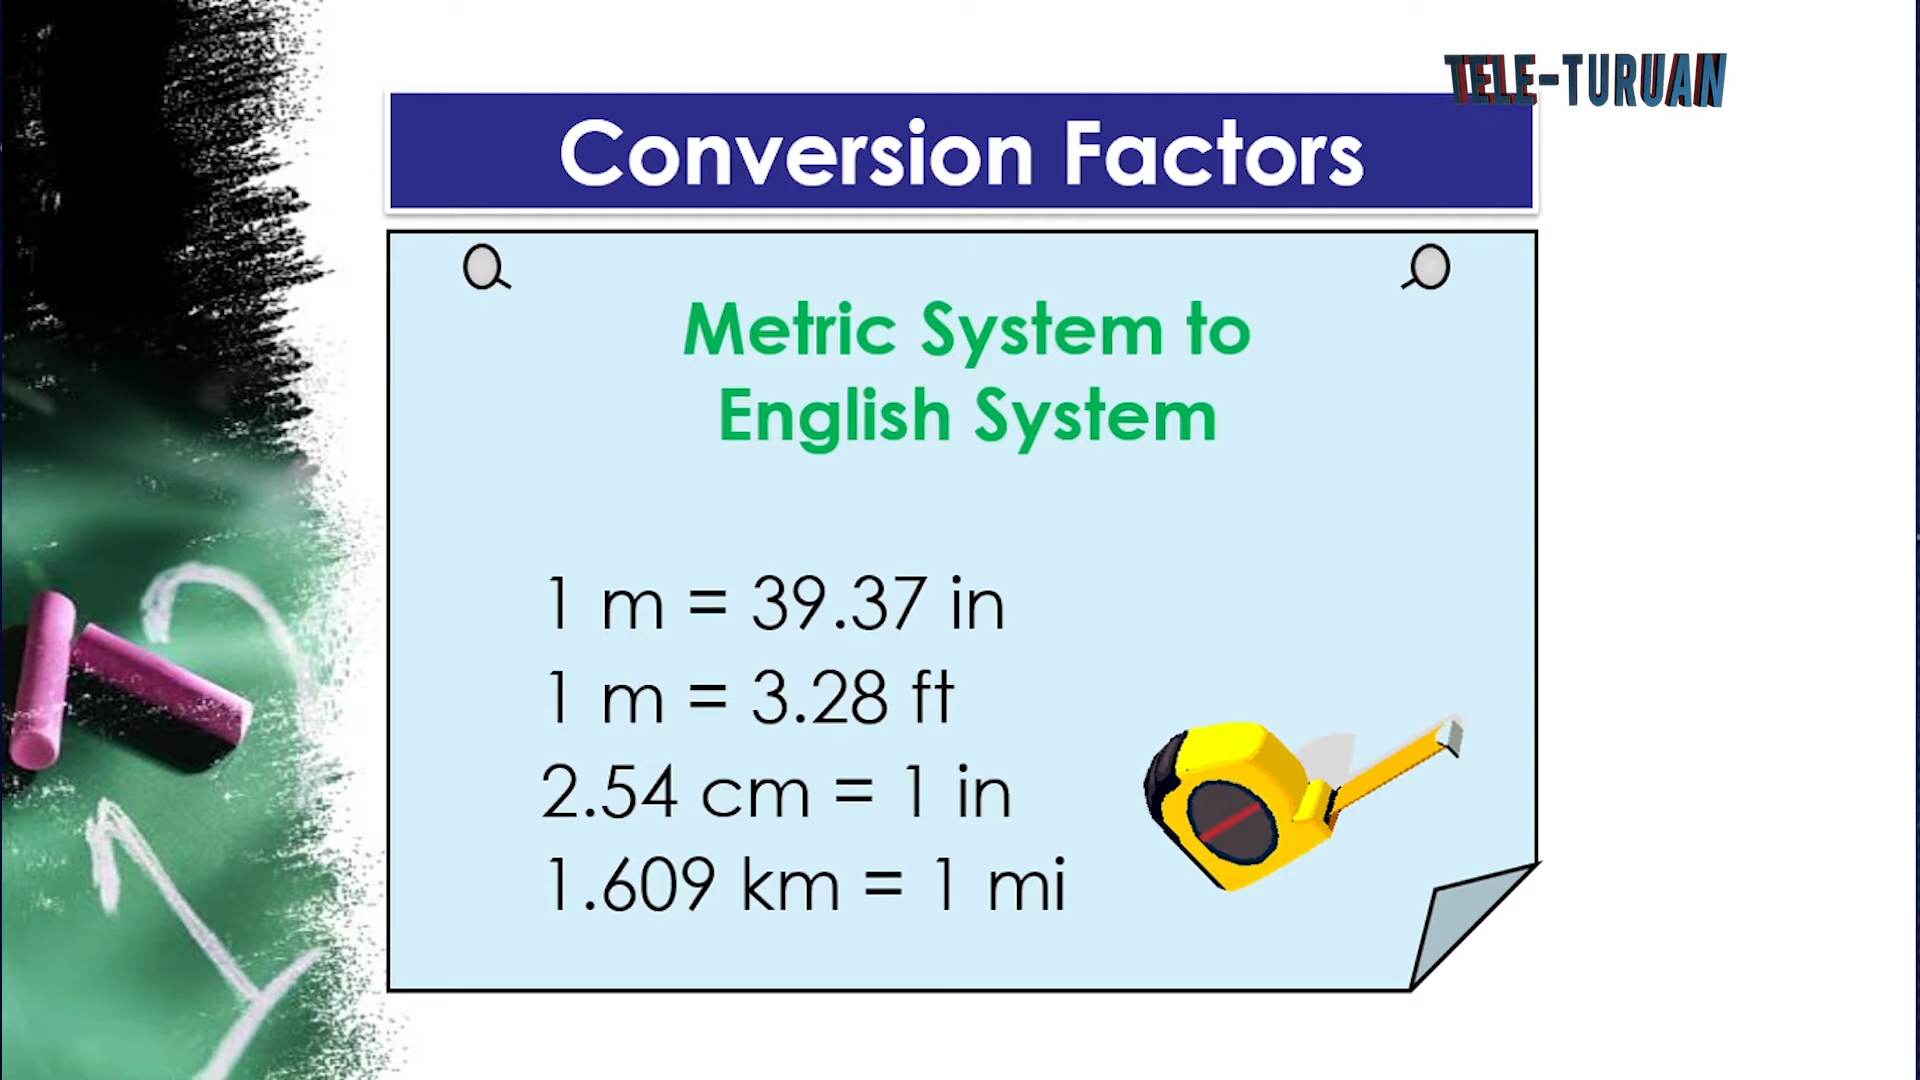 TELE-TURUAN
Conversion Factors
Metric System to
English System
1 m = 39.37 in
1 m = 3.28 ft
2.54 cm = 1 in
1.609 km = 1 mi